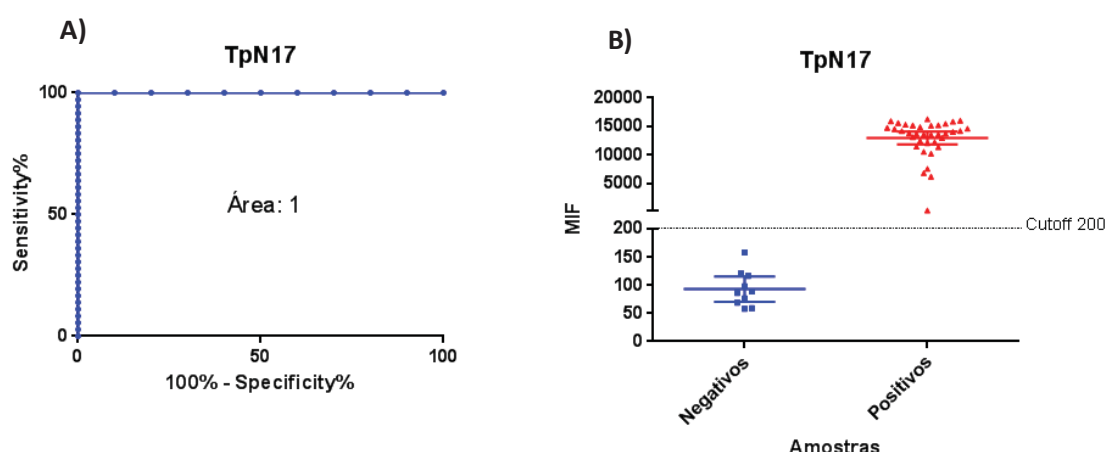 A)
TpN17
100
50
0
Sensitivity%
Área: 1
0
50
100
100% - Specificity%
B)
TpN17
20000
15000
10000
5000
200
150
100
50
0
MIF
Cutoff 200
Negativos
Positivos
Amostras